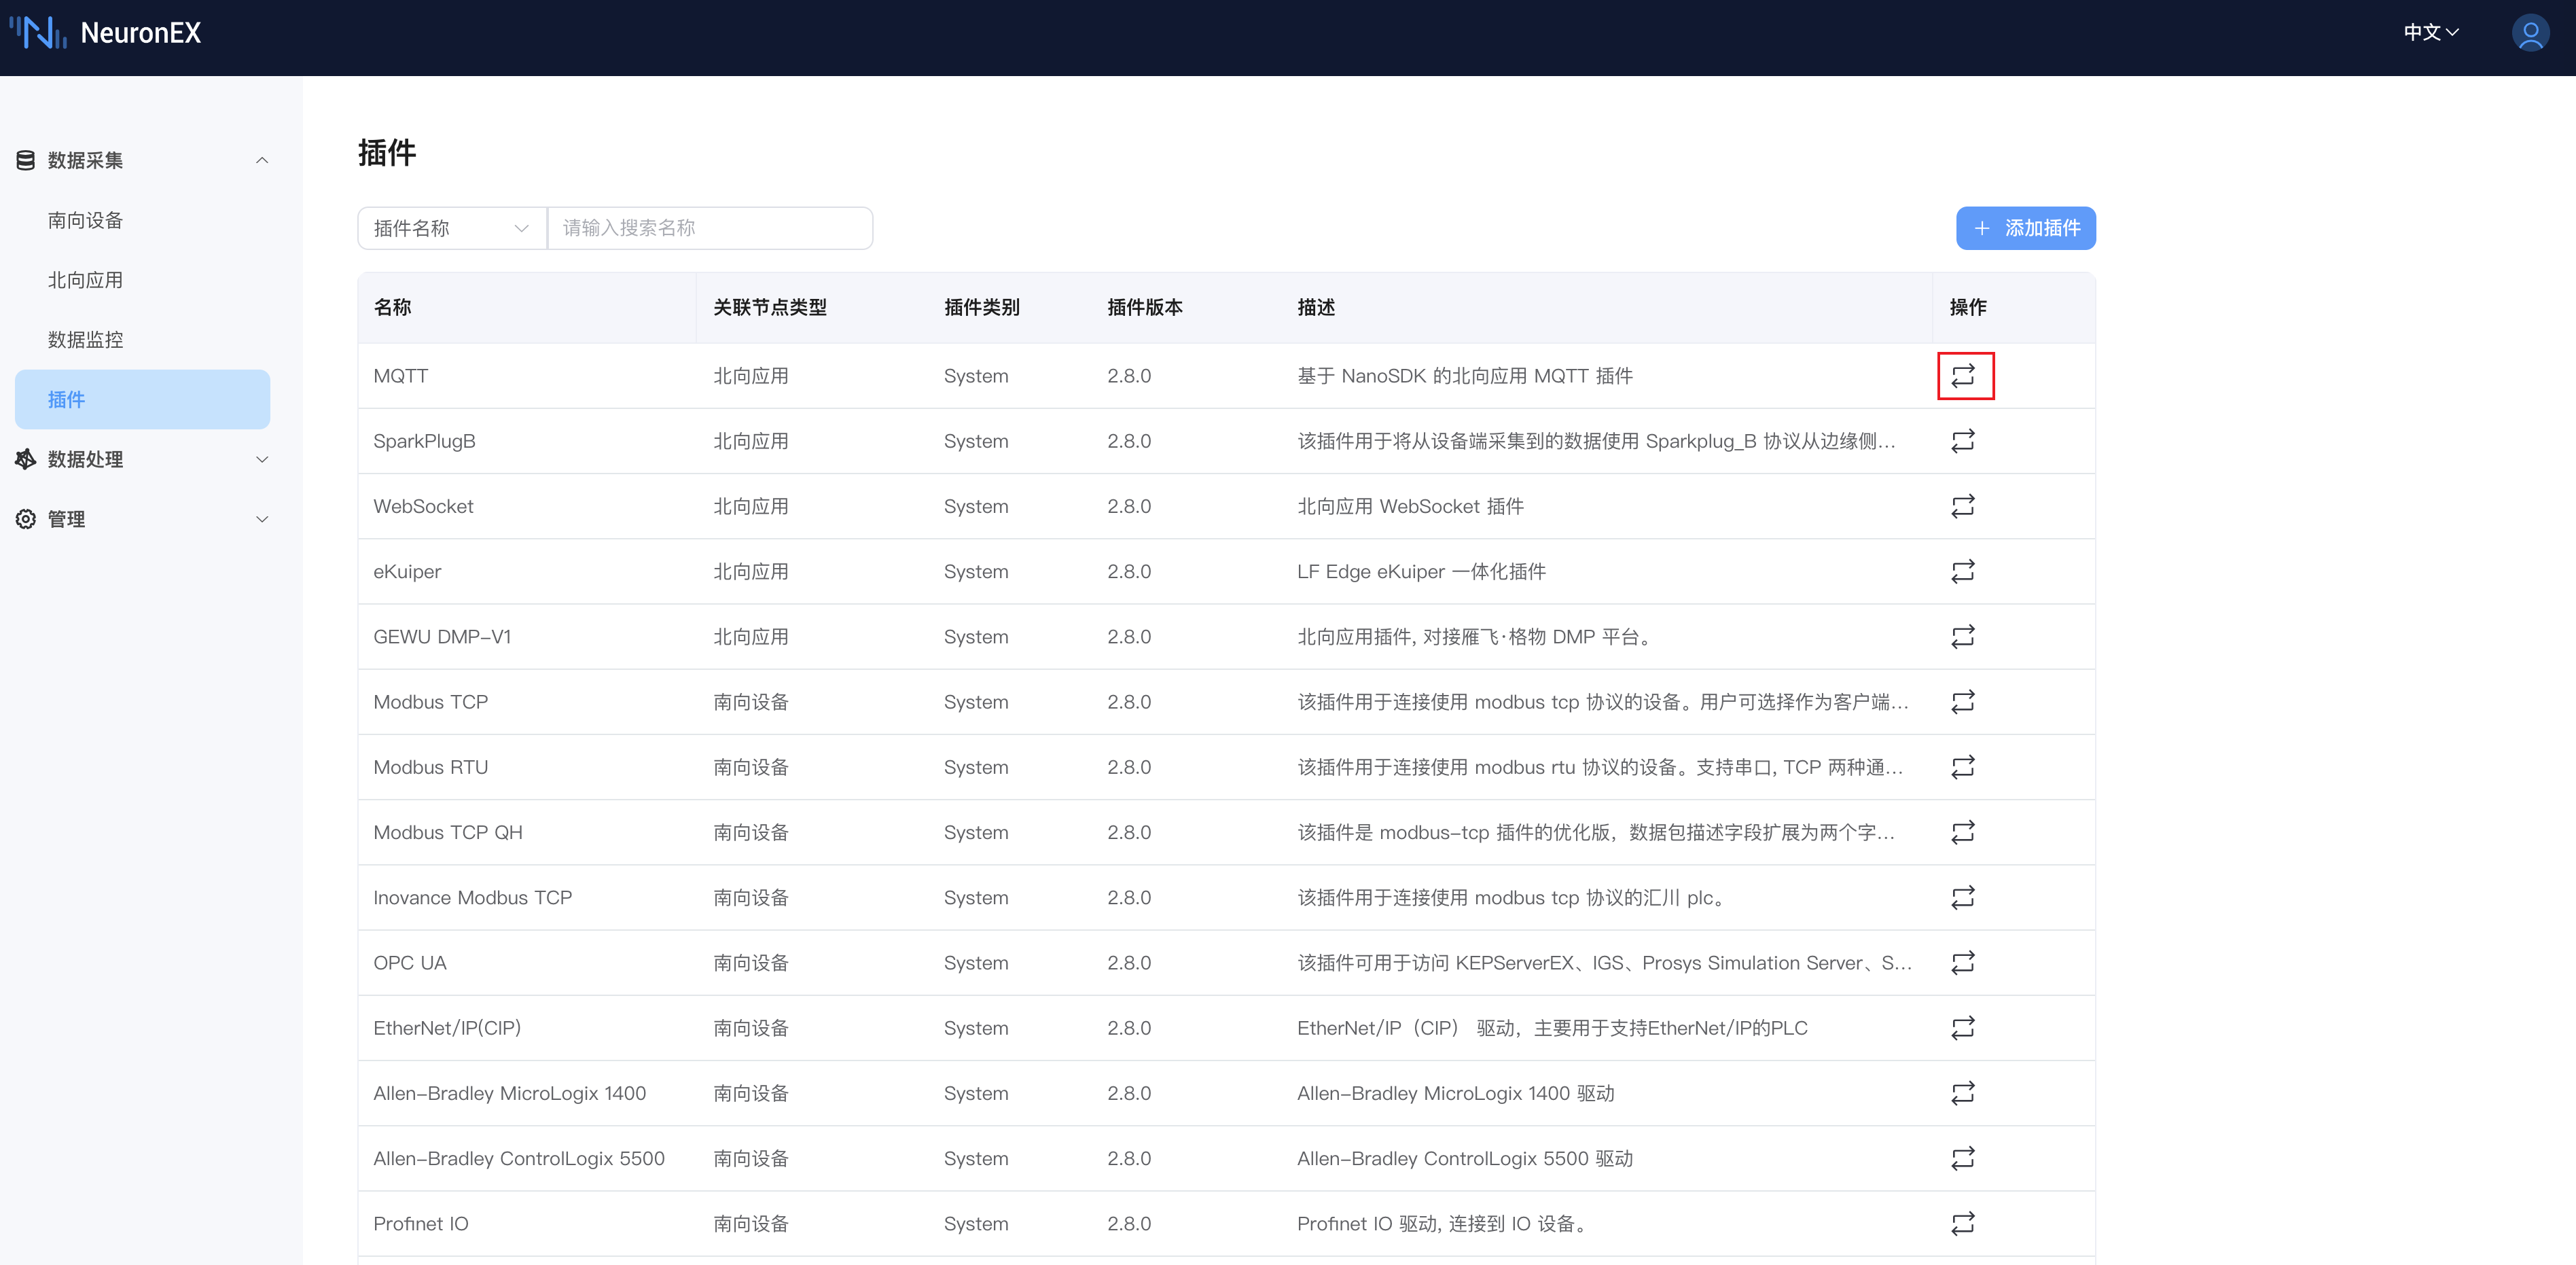 NeuronEX
中文
数据采集
南向设备
北向应用
数据监控
插件
数据处理
管理
插件
插件名称 请输入搜索名称
添加插件
名称 关联节点类型 插件类别 插件版本 描述 操作
MQTT 北向应用 System 2.8.0 基于 NanoSDK 的北向应用 MQTT 插件
SparkPlugB 北向应用 System 2.8.0 该插件用于将从设备端采集到的数据使用 Sparkplug_B 协议从边缘侧...
WebSocket 北向应用 System 2.8.0 北向应用 WebSocket 插件
eKuiper 北向应用 System 2.8.0 LF Edge eKuiper 一体化插件
GEWU DMP-V1 北向应用 System 2.8.0 北向应用插件, 对接雁飞·格物 DMP 平台。
Modbus TCP 南向设备 System 2.8.0 该插件用于连接使用 modbus tcp 协议的设备。用户可选择作为客户端...
Modbus RTU 南向设备 System 2.8.0 该插件用于连接使用 modbus rtu 协议的设备。支持串口, TCP 两种通...
Modbus TCP QH 南向设备 System 2.8.0 该插件是 modbus-tcp 插件的优化版，数据包描述字段扩展为两个字...
Inovance Modbus TCP 南向设备 System 2.8.0 该插件用于连接使用 modbus tcp 协议的汇川 plc。
OPC UA 南向设备 System 2.8.0 该插件可用于访问 KEPServerEX、IGS、Prosys Simulation Server、S...
EtherNet/IP(CIP) 南向设备 System 2.8.0 EtherNet/IP（CIP） 驱动，主要用于支持EtherNet/IP的PLC
Allen-Bradley MicroLogix 1400 南向设备 System 2.8.0 Allen-Bradley MicroLogix 1400 驱动
Allen-Bradley ControlLogix 5500 南向设备 System 2.8.0 Allen-Bradley ControlLogix 5500 驱动
Profinet IO 南向设备 System 2.8.0 Profinet IO 驱动, 连接到 IO 设备。